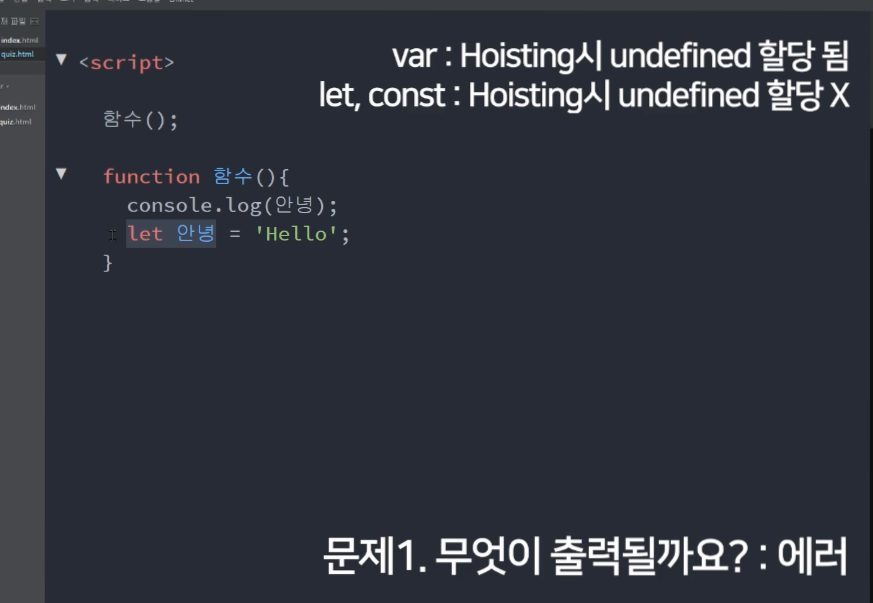 index.html
quiz.html
index.html
quiz.html
▼ <script>
var : Hoisting시 undefined 할당 됨
let, const : Hoisting시 undefined 할당 X
함수();
▼ function 함수(){
console.log(안녕);
let 안녕 = 'Hello';
}
문제1. 무엇이 출력될까요? : 에러